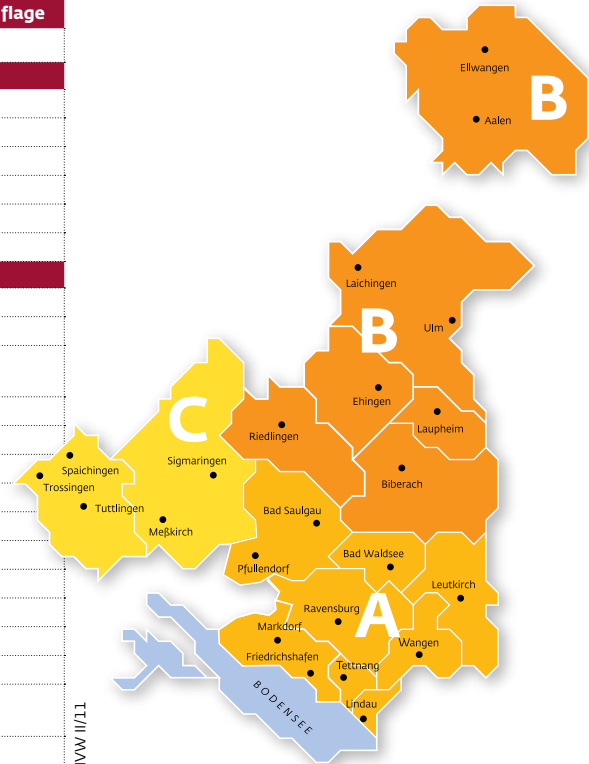 flage
Ellwangen
B
Aalen
Laichingen
Ulm
B
Ehingen
Laupheim
C
Riedlingen
Biberach
Spaichingen
Sigmaringen
Trossingen
Tuttlingen
Meßkirch
Bad Saulgau
Pfullendorf
Bad Waldsee
Leutkirch
A
Ravensburg
Markdorf
Wangen
Friedrichshafen
Tettnang
Lindau
BODENSEE
IVW II/11